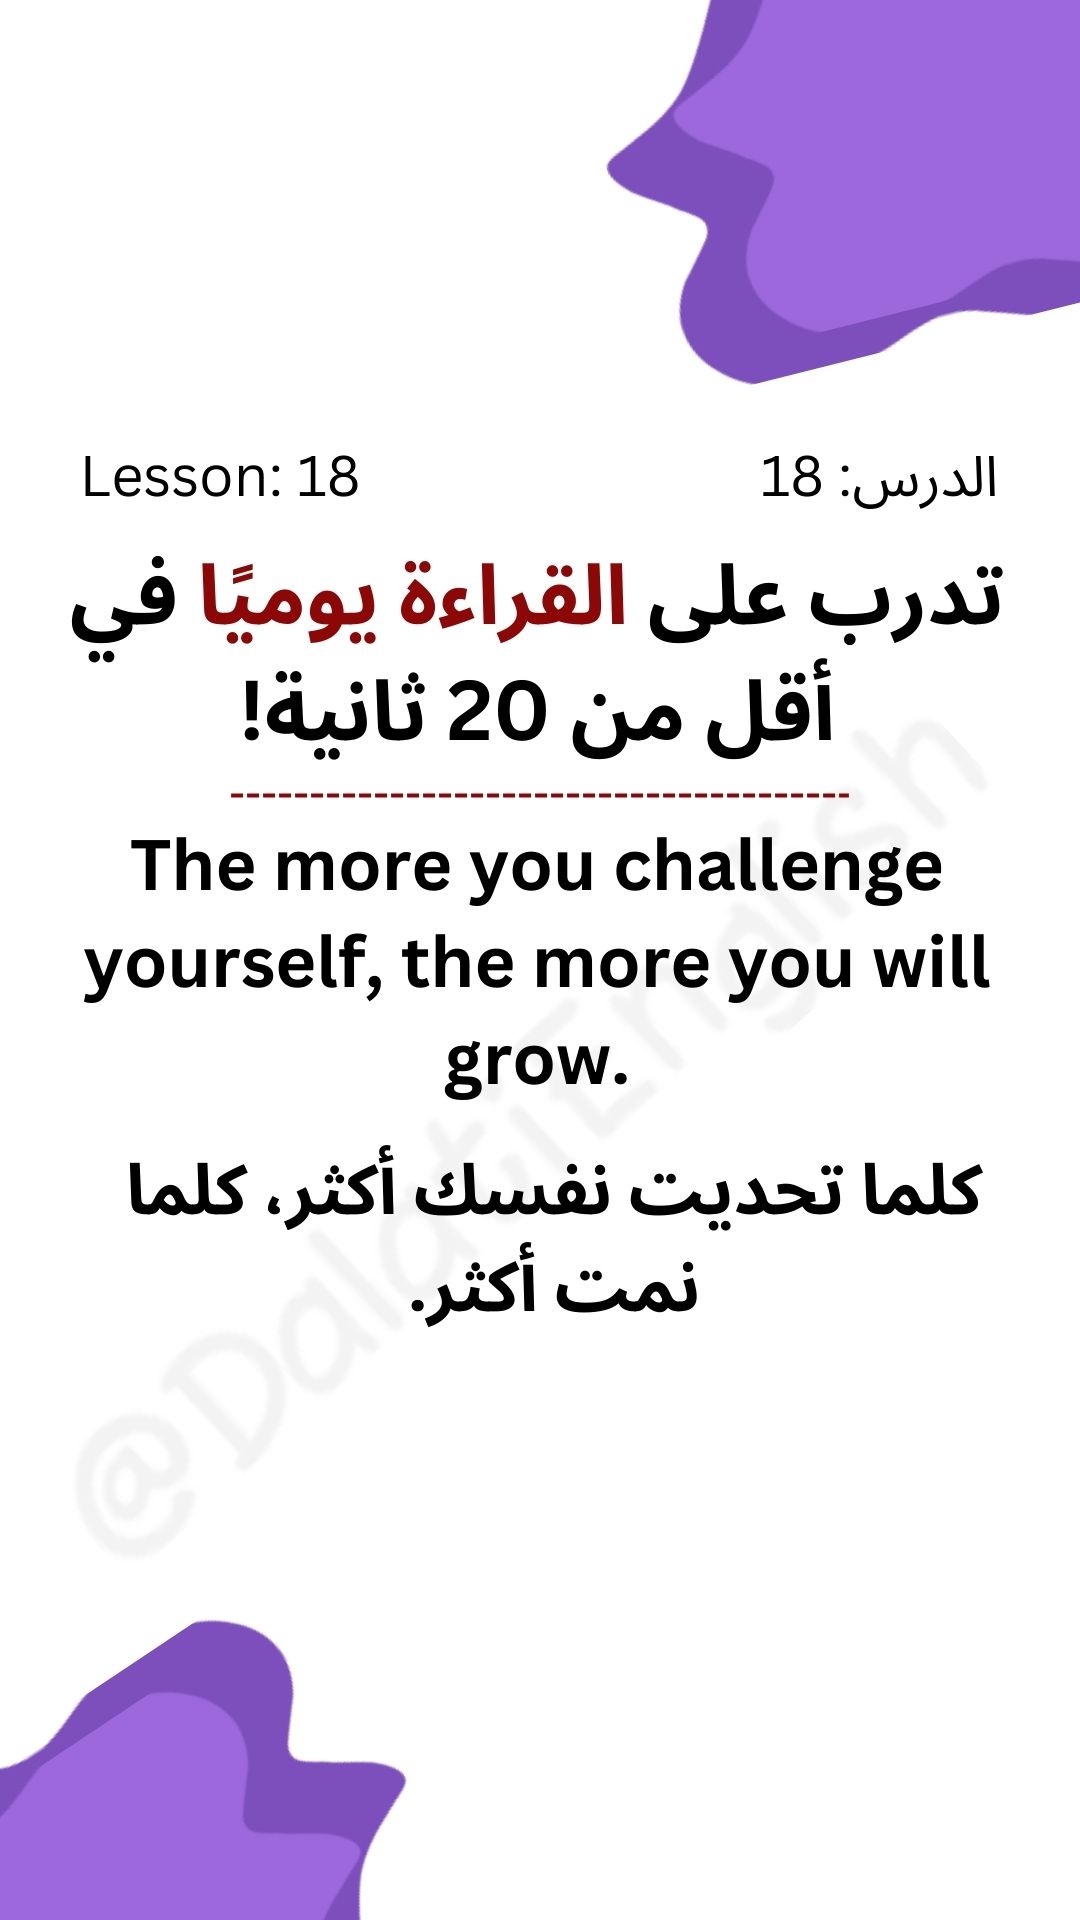 Lesson: 18
الدرس: 18
تدرب على القراءة يوميًا في
أقل من 20 ثانية!
--------------------------------------
The more you challenge
yourself, the more you will
grow.
كلما تحديت نفسك أكثر، كلما
نمت أكثر.
@DalatiEnglish